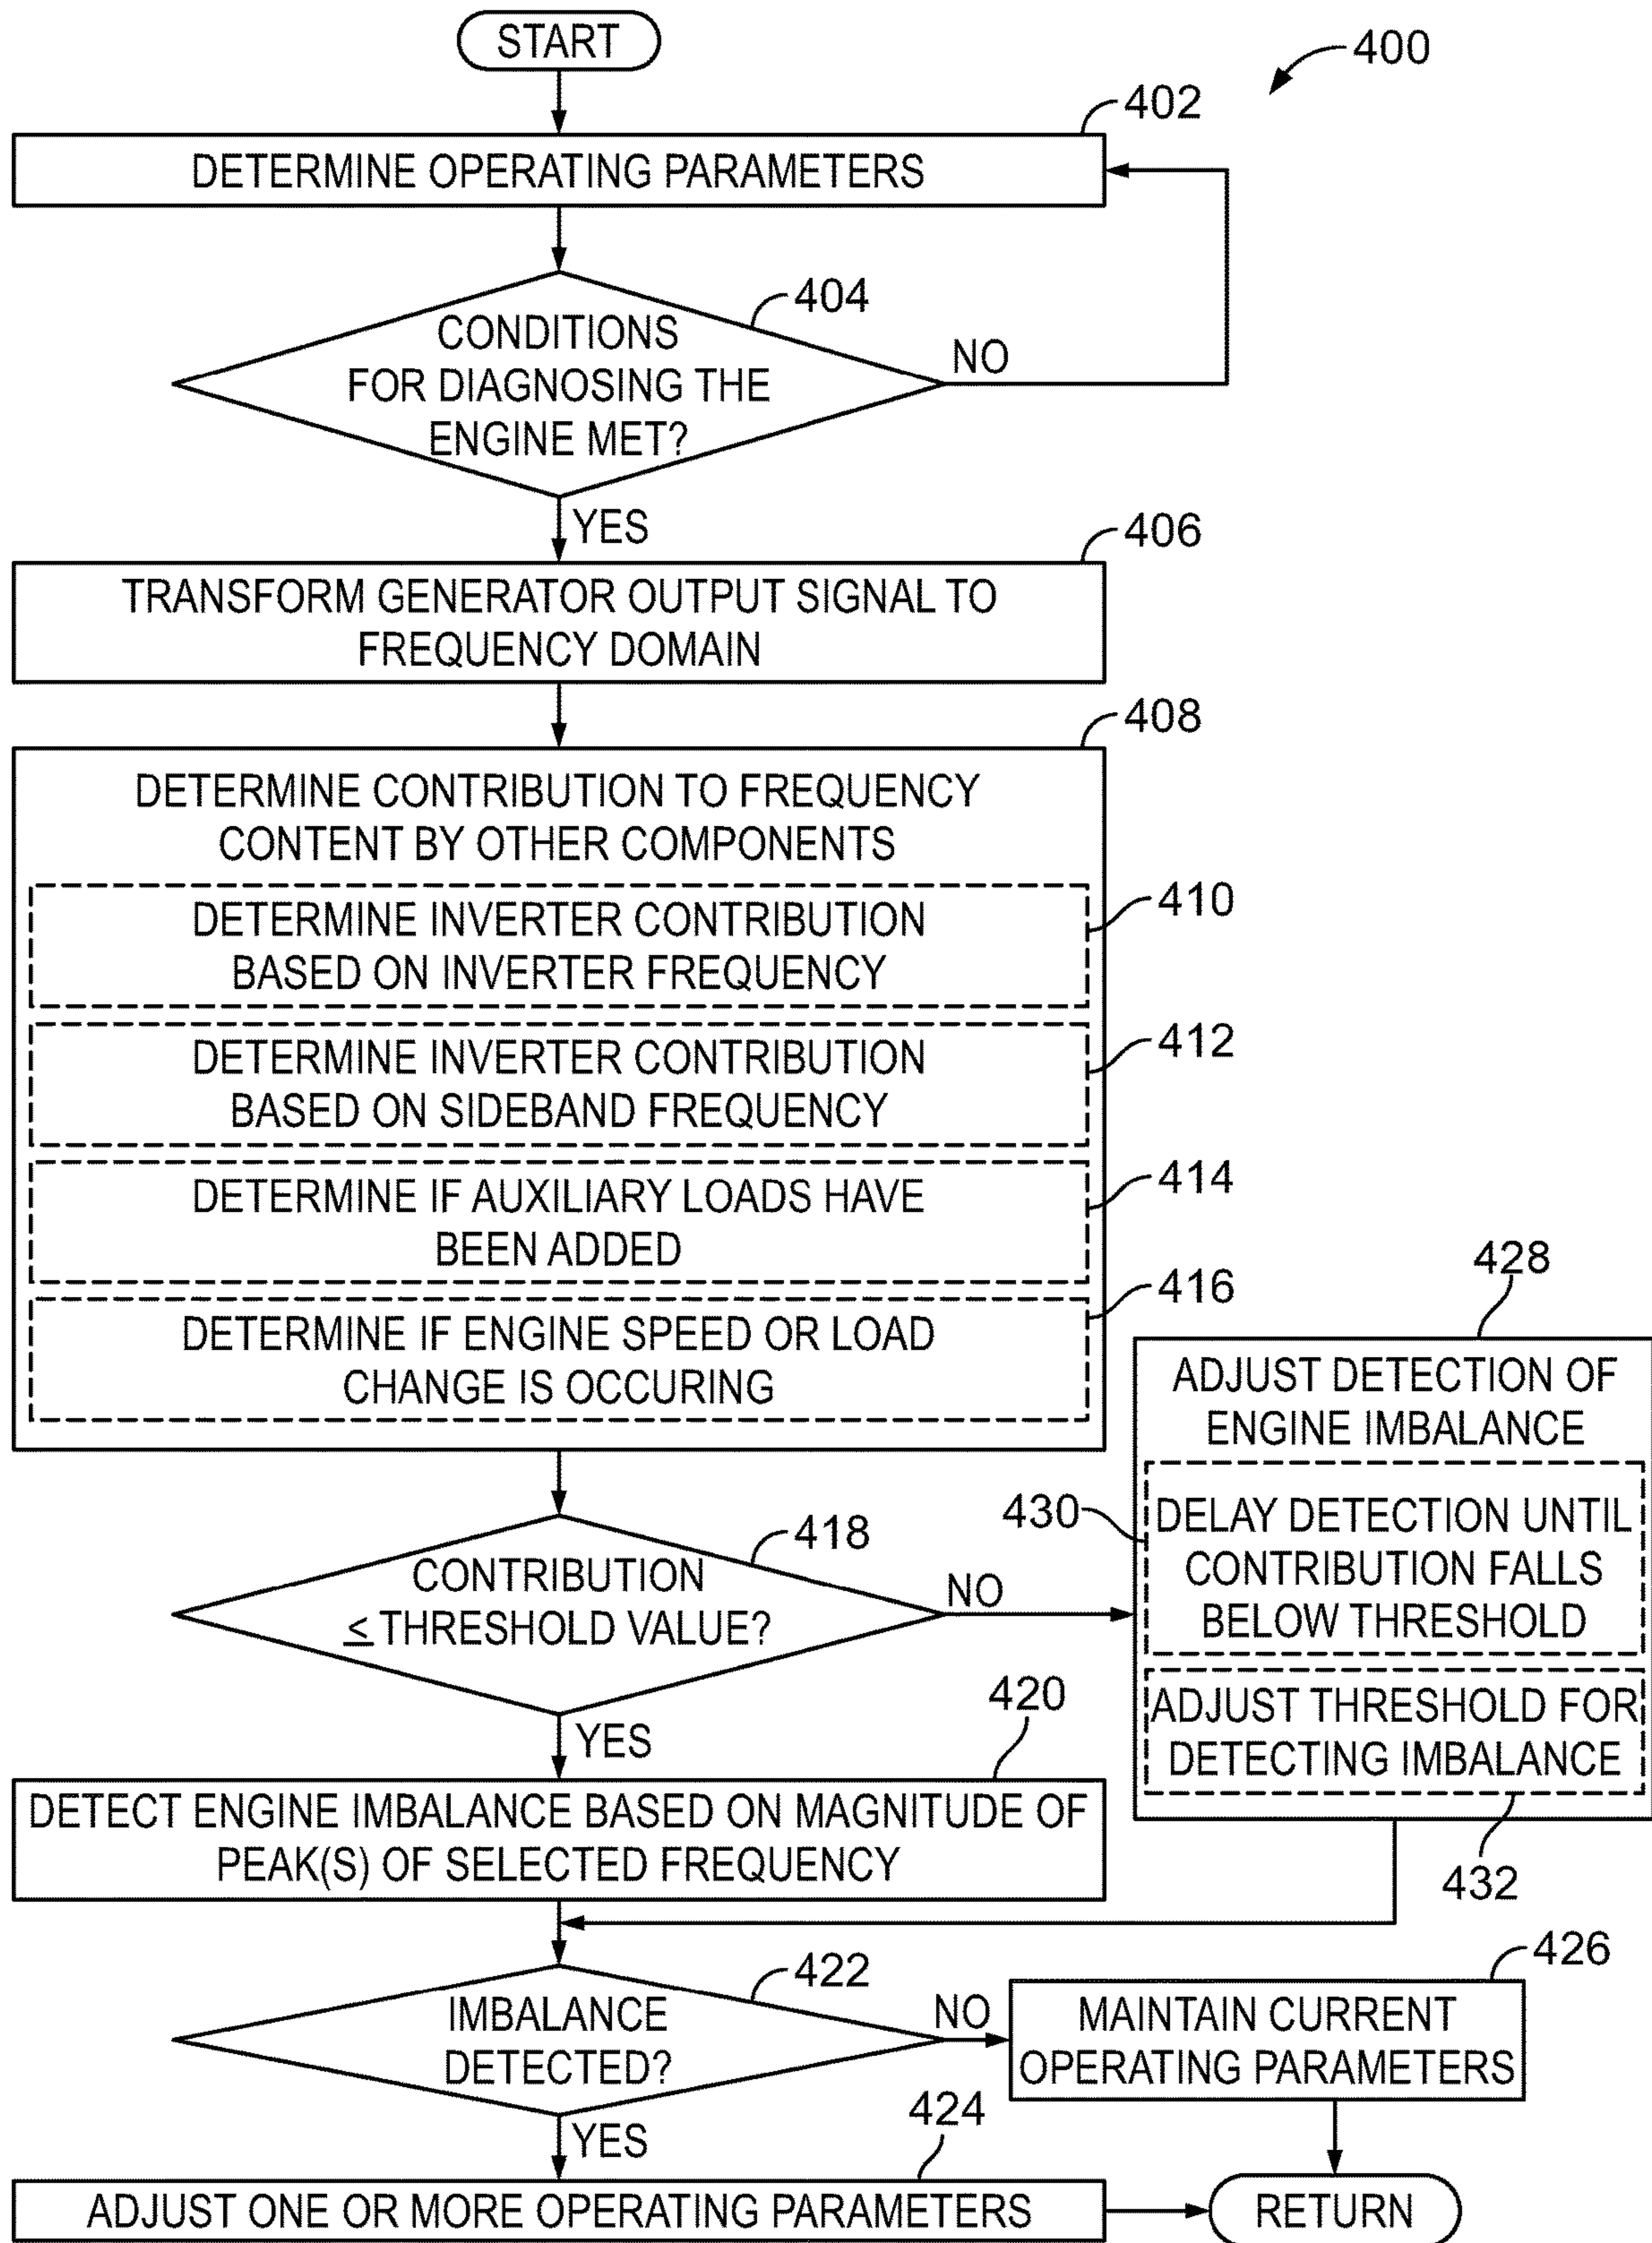 START
400
402
DETERMINE OPERATING PARAMETERS
404
CONDITIONS
FOR DIAGNOSING THE
ENGINE MET?
NO
YES
406
TRANSFORM GENERATOR OUTPUT SIGNAL TO
FREQUENCY DOMAIN
408
DETERMINE CONTRIBUTION TO FREQUENCY
CONTENT BY OTHER COMPONENTS
410
DETERMINE INVERTER CONTRIBUTION
BASED ON INVERTER FREQUENCY
412
DETERMINE INVERTER CONTRIBUTION
BASED ON SIDEBAND FREQUENCY
414
DETERMINE IF AUXILIARY LOADS HAVE
BEEN ADDED
416
DETERMINE IF ENGINE SPEED OR LOAD
CHANGE IS OCCURING
418
CONTRIBUTION
≤ THRESHOLD VALUE?
NO
YES
428
ADJUST DETECTION OF
ENGINE IMBALANCE
430
DELAY DETECTION UNTIL
CONTRIBUTION FALLS
BELOW THRESHOLD
ADJUST THRESHOLD FOR
DETECTING IMBALANCE
432
420
DETECT ENGINE IMBALANCE BASED ON MAGNITUDE OF
PEAK(S) OF SELECTED FREQUENCY
422
IMBALANCE
DETECTED?
NO
YES
426
MAINTAIN CURRENT
OPERATING PARAMETERS
424
ADJUST ONE OR MORE OPERATING PARAMETERS
RETURN